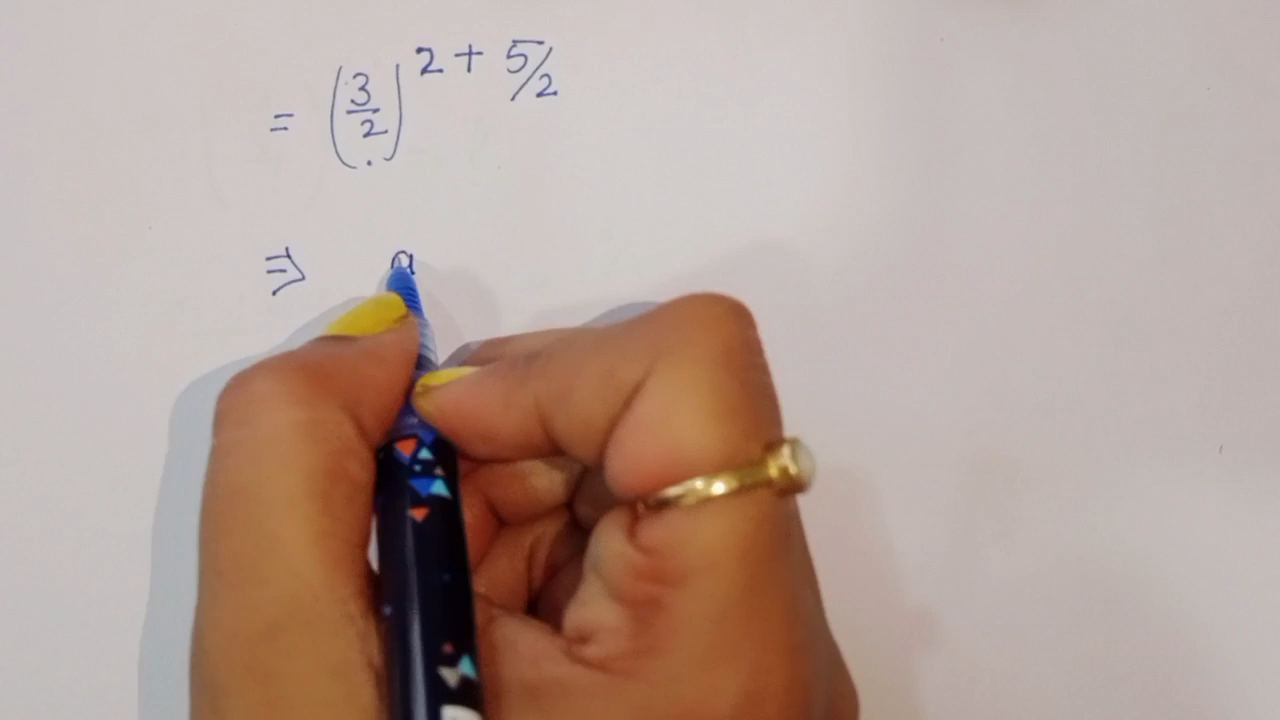 = (3/2)^2 + 5/2
⇒ a